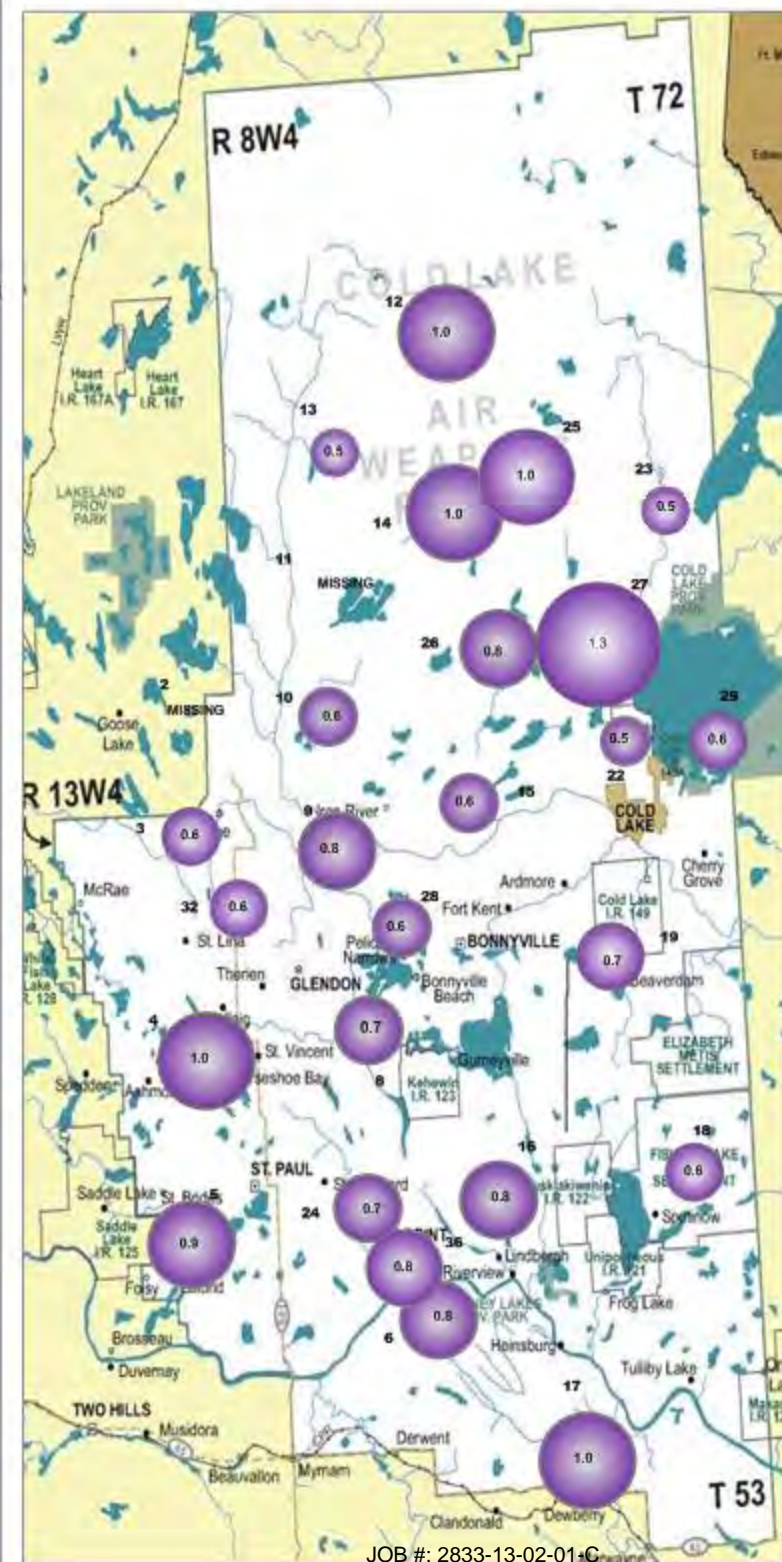 T 72
R 8W4
COLD LAKE
12
1.0
Heart
Lake
I.R. 167A
Heart
Lake
I.R. 167
AIR
13
25
0.5
1.0
23
LAKELAND
PROV
PARK
14
1.0
0.5
11
COLD
LAKE
PROV
PARK
MISSING
27
26
0.8
1.3
2
MISSING
10
29
Goose
Lake
0.6
0.5
0.6
22
R 13W4
15
0.6
COLD
LAKE
9
Iron River
3
0.6
0.8
Cherry
Grove
McRae
Ardmore
Cold Lake
I.R. 149
32
0.6
28
Fort Kent
0.6
St. Lina
BONNYVILLE
19
0.7
Therien
GLENDON
Bonnyville
Beach
Beaverdam
4
0.7
1.0
St. Vincent
Gurneyville
ELIZABETH
METIS
SETTLEMENT
8
Kehewin
I.R. 123
16
18
ST. PAUL
0.6
Saddle Lake
5
24
0.7
0.8
I.R. 122
Saddle
Lake
I.R. 125
Spotnow
0.9
36
Lindbergh
0.8
Riverview
Foisy
Frog Lake
0.8
6
Brosseau
Heinsburg
Duvernay
Tulliby Lake
17
TWO HILLS
Musidora
1.0
Derwent
Beauvallon
Myrnam
T 53
Clandonald
Dewberry
JOB #: 2833-13-02-01-C